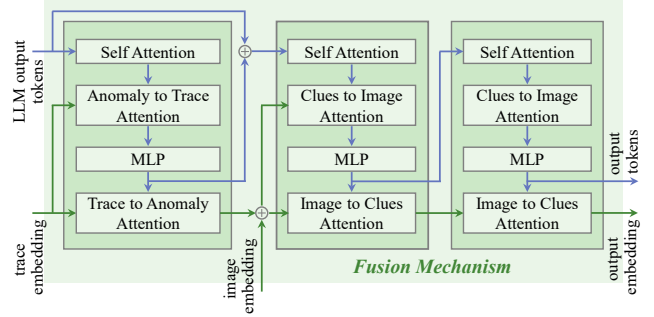 LLM output
tokens
trace
embedding
Self Attention
Anomaly to Trace
Attention
MLP
Trace to Anomaly
Attention
image
embedding
Self Attention
Clues to Image
Attention
MLP
Image to Clues
Attention
Self Attention
Clues to Image
Attention
MLP
Image to Clues
Attention
output
tokens
output
embedding
Fusion Mechanism